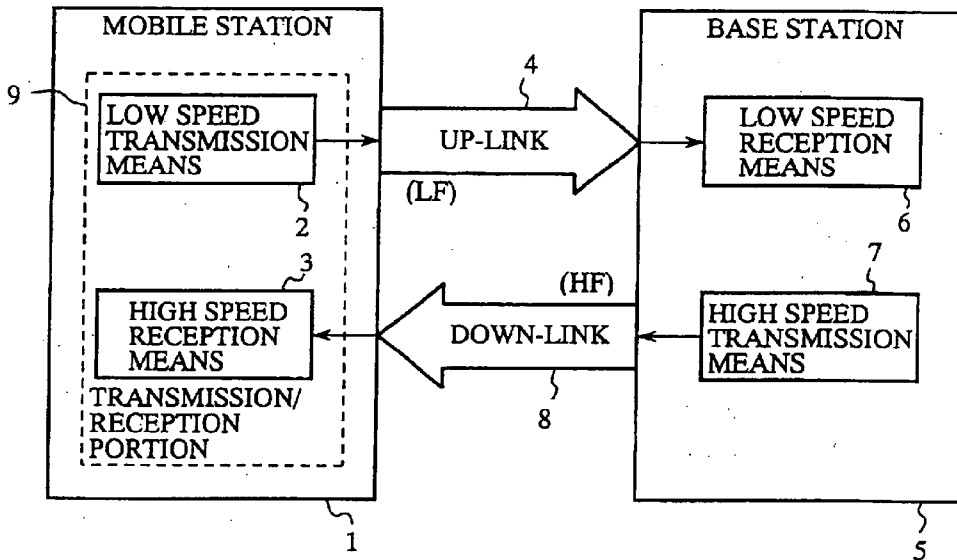 MOBILE STATION
BASE STATION
9
LOW SPEED
TRANSMISSION
MEANS
2
4
UP-LINK
(LF)
LOW SPEED
RECEPTION
MEANS
6
3
HIGH SPEED
RECEPTION
MEANS
TRANSMISSION/
RECEPTION
PORTION
(HF)
DOWN-LINK
8
7
HIGH SPEED
TRANSMISSION
MEANS
1
5